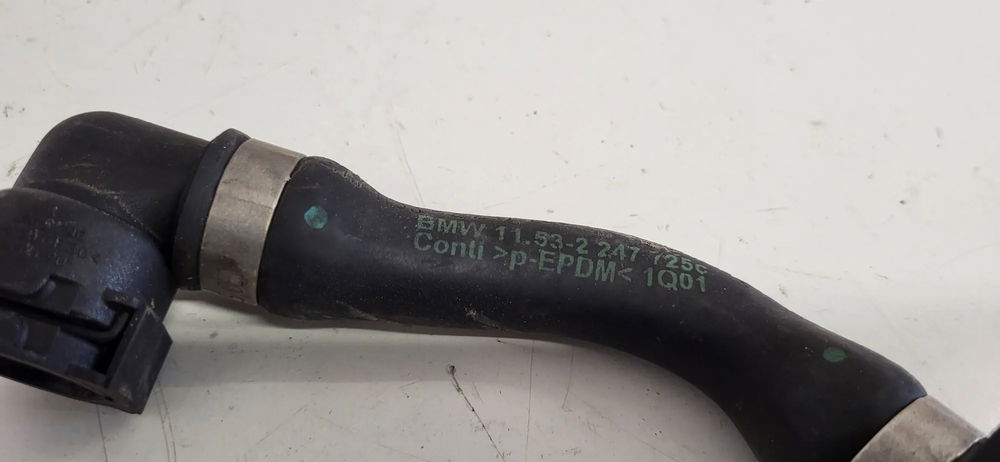 BMW 11.53-2 247 725c
Conti >p-EPDM< 1Q01